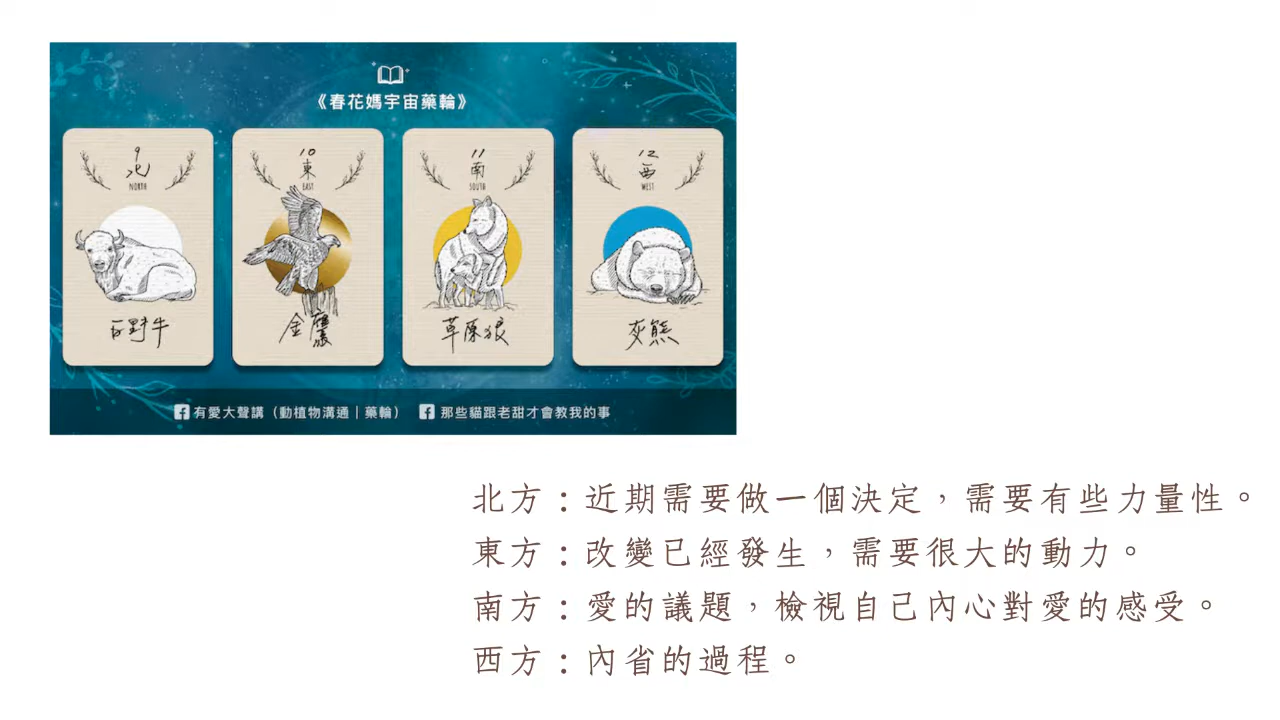 《春花媽宇宙藥輪》
9
北
NORTH
白野牛
10
東
EAST
金鷹
11
南
SOUTH
草原狼
12
西
WEST
灰熊
有愛大聲講（動植物溝通｜藥輪） 那些貓跟老甜才會教我的事
北方：近期需要做一個決定，需要有些力量性。
東方：改變已經發生，需要很大的動力。
南方：愛的議題，檢視自己內心對愛的感受。
西方：內省的過程。